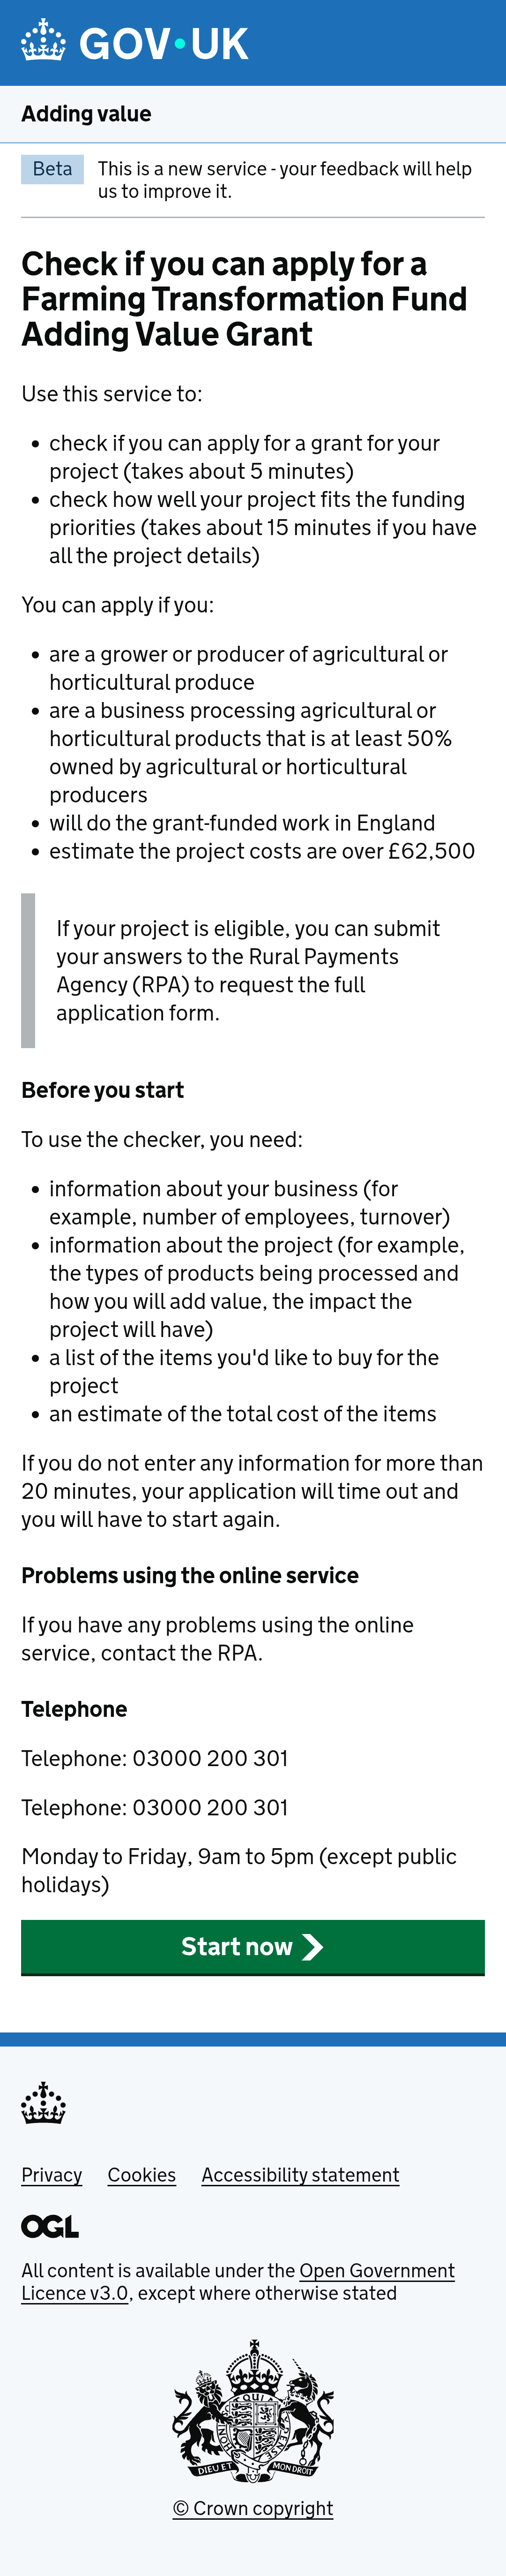 GOV·UK
Adding value
Beta
This is a new service - your feedback will help
us to improve it.
Check if you can apply for a
Farming Transformation Fund
Adding Value Grant
Use this service to:
• check if you can apply for a grant for your
project (takes about 5 minutes)
• check how well your project fits the funding
priorities (takes about 15 minutes if you have
all the project details)
You can apply if you:
• are a grower or producer of agricultural or
horticultural produce
• are a business processing agricultural or
horticultural products that is at least 50%
owned by agricultural or horticultural
producers
• will do the grant-funded work in England
• estimate the project costs are over £62,500
If your project is eligible, you can submit
your answers to the Rural Payments
Agency (RPA) to request the full
application form.
Before you start
To use the checker, you need:
• information about your business (for
example, number of employees, turnover)
• information about the project (for example,
the types of products being processed and
how you will add value, the impact the
project will have)
• a list of the items you'd like to buy for the
project
• an estimate of the total cost of the items
If you do not enter any information for more than
20 minutes, your application will time out and
you will have to start again.
Problems using the online service
If you have any problems using the online
service, contact the RPA.
Telephone
Telephone: 03000 200 301
Telephone: 03000 200 301
Monday to Friday, 9am to 5pm (except public
holidays)
Start now
Privacy Cookies Accessibility statement
OGL
All content is available under the Open Government
Licence v3.0, except where otherwise stated
DIEU ET MON DROIT
© Crown copyright